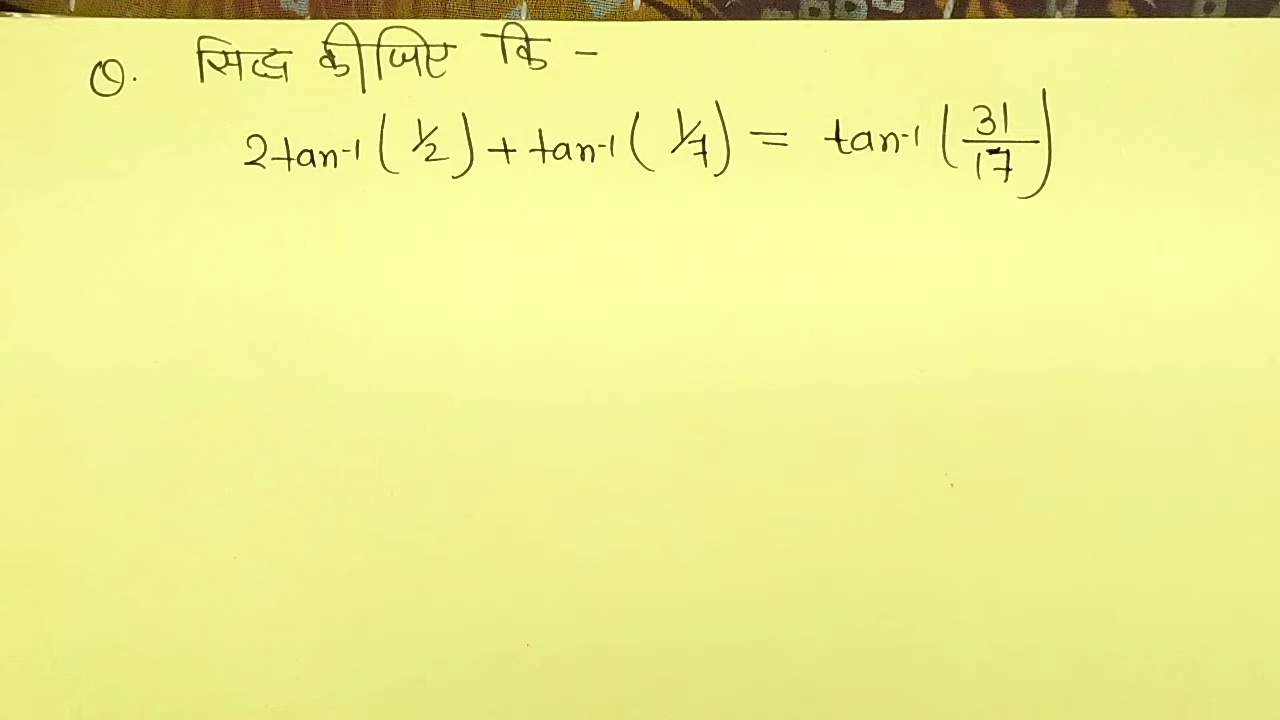 Q. सिद्ध कीजिए कि -
2tan-1 (1/2) + tan-1 (1/7) = tan-1 (31/17)